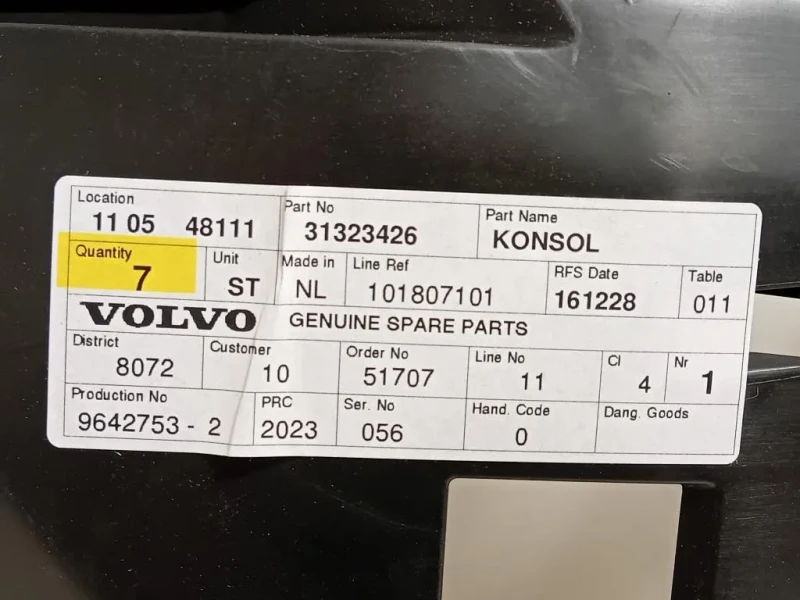 Location Part No Part Name
11 05 48111 31323426 KONSOL
Quantity Unit Made in Line Ref RFS Date Table
7 ST NL 101807101 161228 011
VOLVO GENUINE SPARE PARTS
District Customer Order No Line No Cl Nr
8072 10 51707 11 4 1
Production No PRC Ser. No Hand. Code Dang. Goods
9642753 - 2 2023 056 0